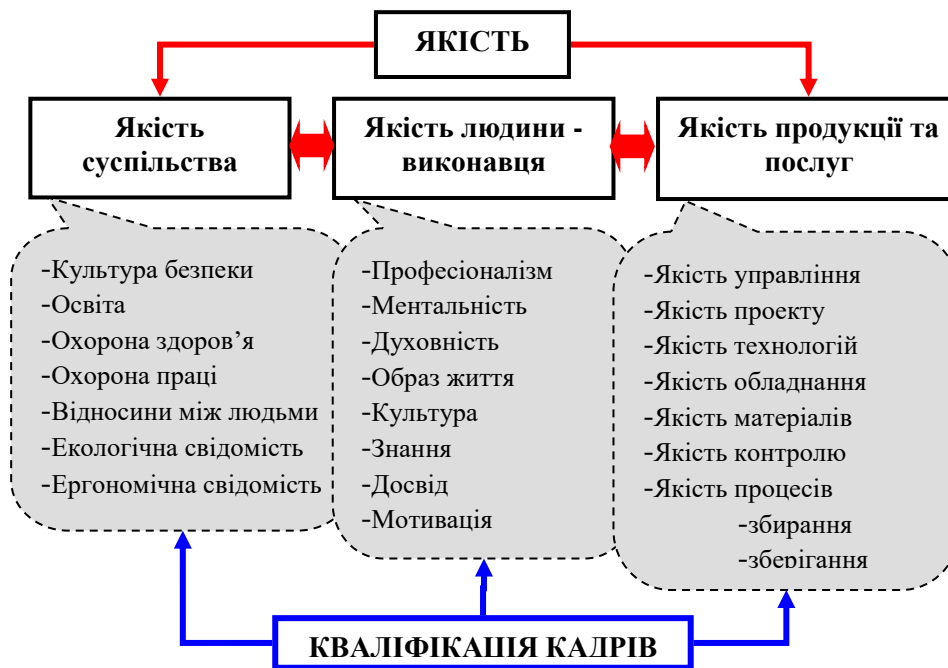 ЯКІСТЬ
Якість
суспільства
Якість людини -
виконавця
Якість продукції та
послуг
-Культура безпеки
-Освіта
-Охорона здоров’я
-Охорона праці
-Відносини між людьми
-Екологічна свідомість
-Ергономічна свідомість
-Професіоналізм
-Ментальність
-Духовність
-Образ життя
-Культура
-Знання
-Досвід
-Мотивація
-Якість управління
-Якість проекту
-Якість технологій
-Якість обладнання
-Якість матеріалів
-Якість контролю
-Якість процесів
-збирання
-зберігання
КВАЛІФІКАЦІЯ КАДРІВ